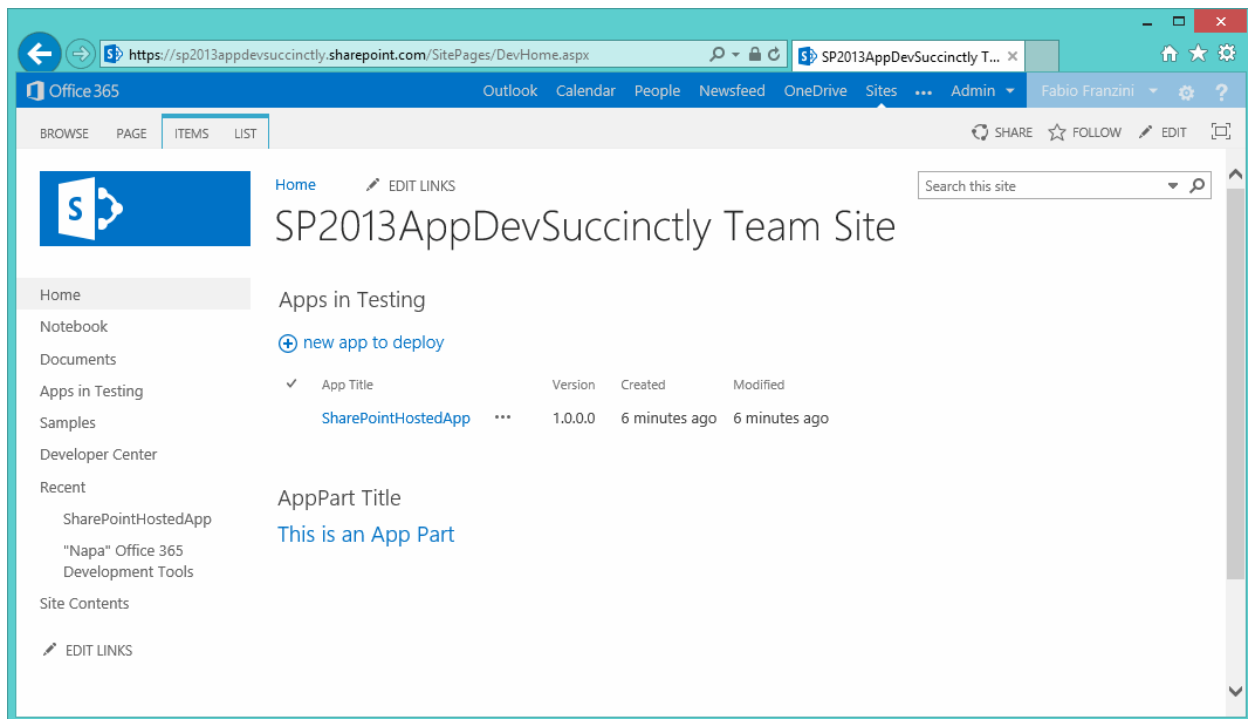 https://sp2013appdevsuccinctly.sharepoint.com/SitePages/DevHome.aspx
SP2013AppDevSuccinctly T...
Office 365
Outlook Calendar People Newsfeed OneDrive Sites ... Admin Fabio Franzini ?
BROWSE PAGE ITEMS LIST
SHARE FOLLOW EDIT
S
Home EDIT LINKS
Search this site
SP2013AppDevSuccinctly Team Site
Home
Notebook
Documents
Apps in Testing
Samples
Developer Center
Recent
SharePointHostedApp
"Napa" Office 365
Development Tools
Site Contents
EDIT LINKS
Apps in Testing
new app to deploy
App Title Version Created Modified
SharePointHostedApp ... 1.0.0.0 6 minutes ago 6 minutes ago
AppPart Title
This is an App Part